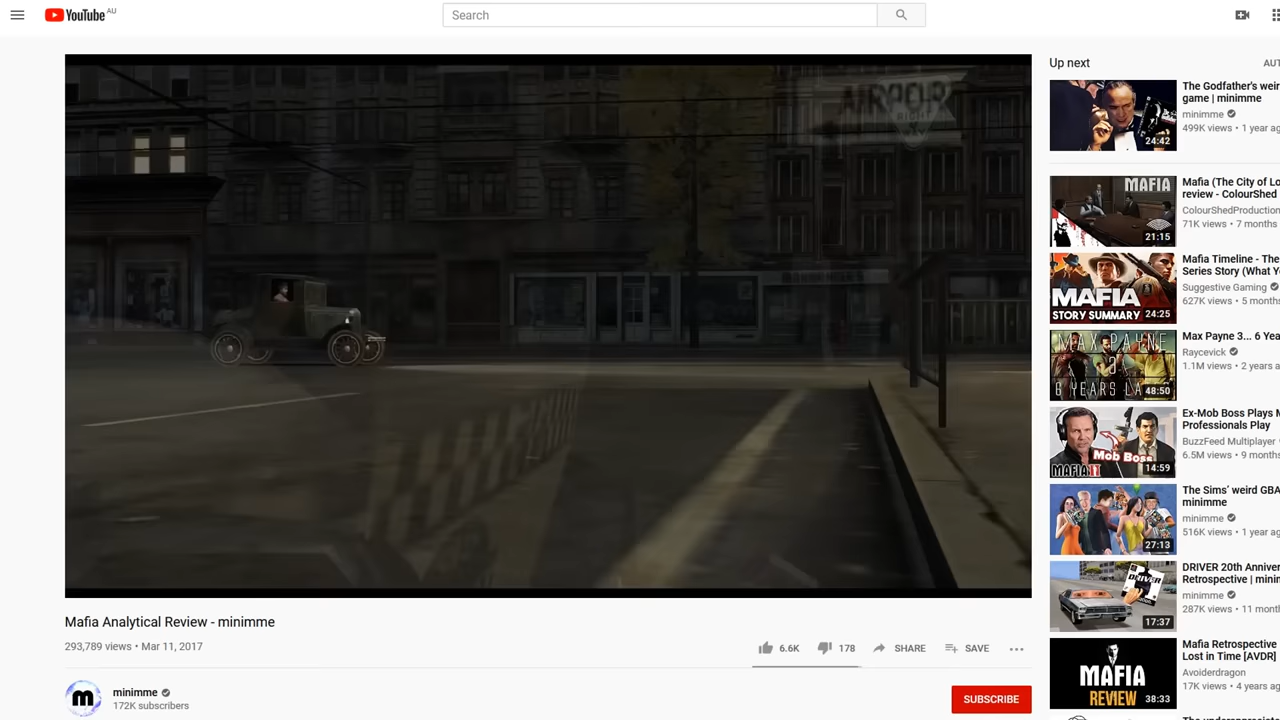 YouTube AU
Search
Up next
AUT
The Godfather's weir
game | minimme
minimme
499K views • 1 year ag
24:42
MAFIA
Mafia (The City of Lo
review - ColourShed
ColourShedProduction
71K views • 7 months
21:15
MAFIA
STORY SUMMARY
Mafia Timeline - The
Series Story (What Y
Suggestive Gaming
627K views • 5 months
24:25
MAX PAYNE
3
6 YEARS LA
Max Payne 3... 6 Yea
Raycevick
1.1M views • 2 years a
48:50
Mob Boss
MAFIA II
Ex-Mob Boss Plays M
Professionals Play
BuzzFeed Multiplayer
6.5M views • 9 months
14:59
The Sims' weird GBA
minimme
minimme
516K views • 1 year ag
27:13
DRIVER
DRIVER 20th Anniver
Retrospective | minim
minimme
287K views • 11 month
17:37
MAFIA
REVIEW
Mafia Retrospective
Lost in Time [AVDR]
Avoiderdragon
17K views • 4 years ag
38:33
Mafia Analytical Review - minimme
293,789 views • Mar 11, 2017
6.6K
178
SHARE
SAVE
m
minimme
172K subscribers
SUBSCRIBE